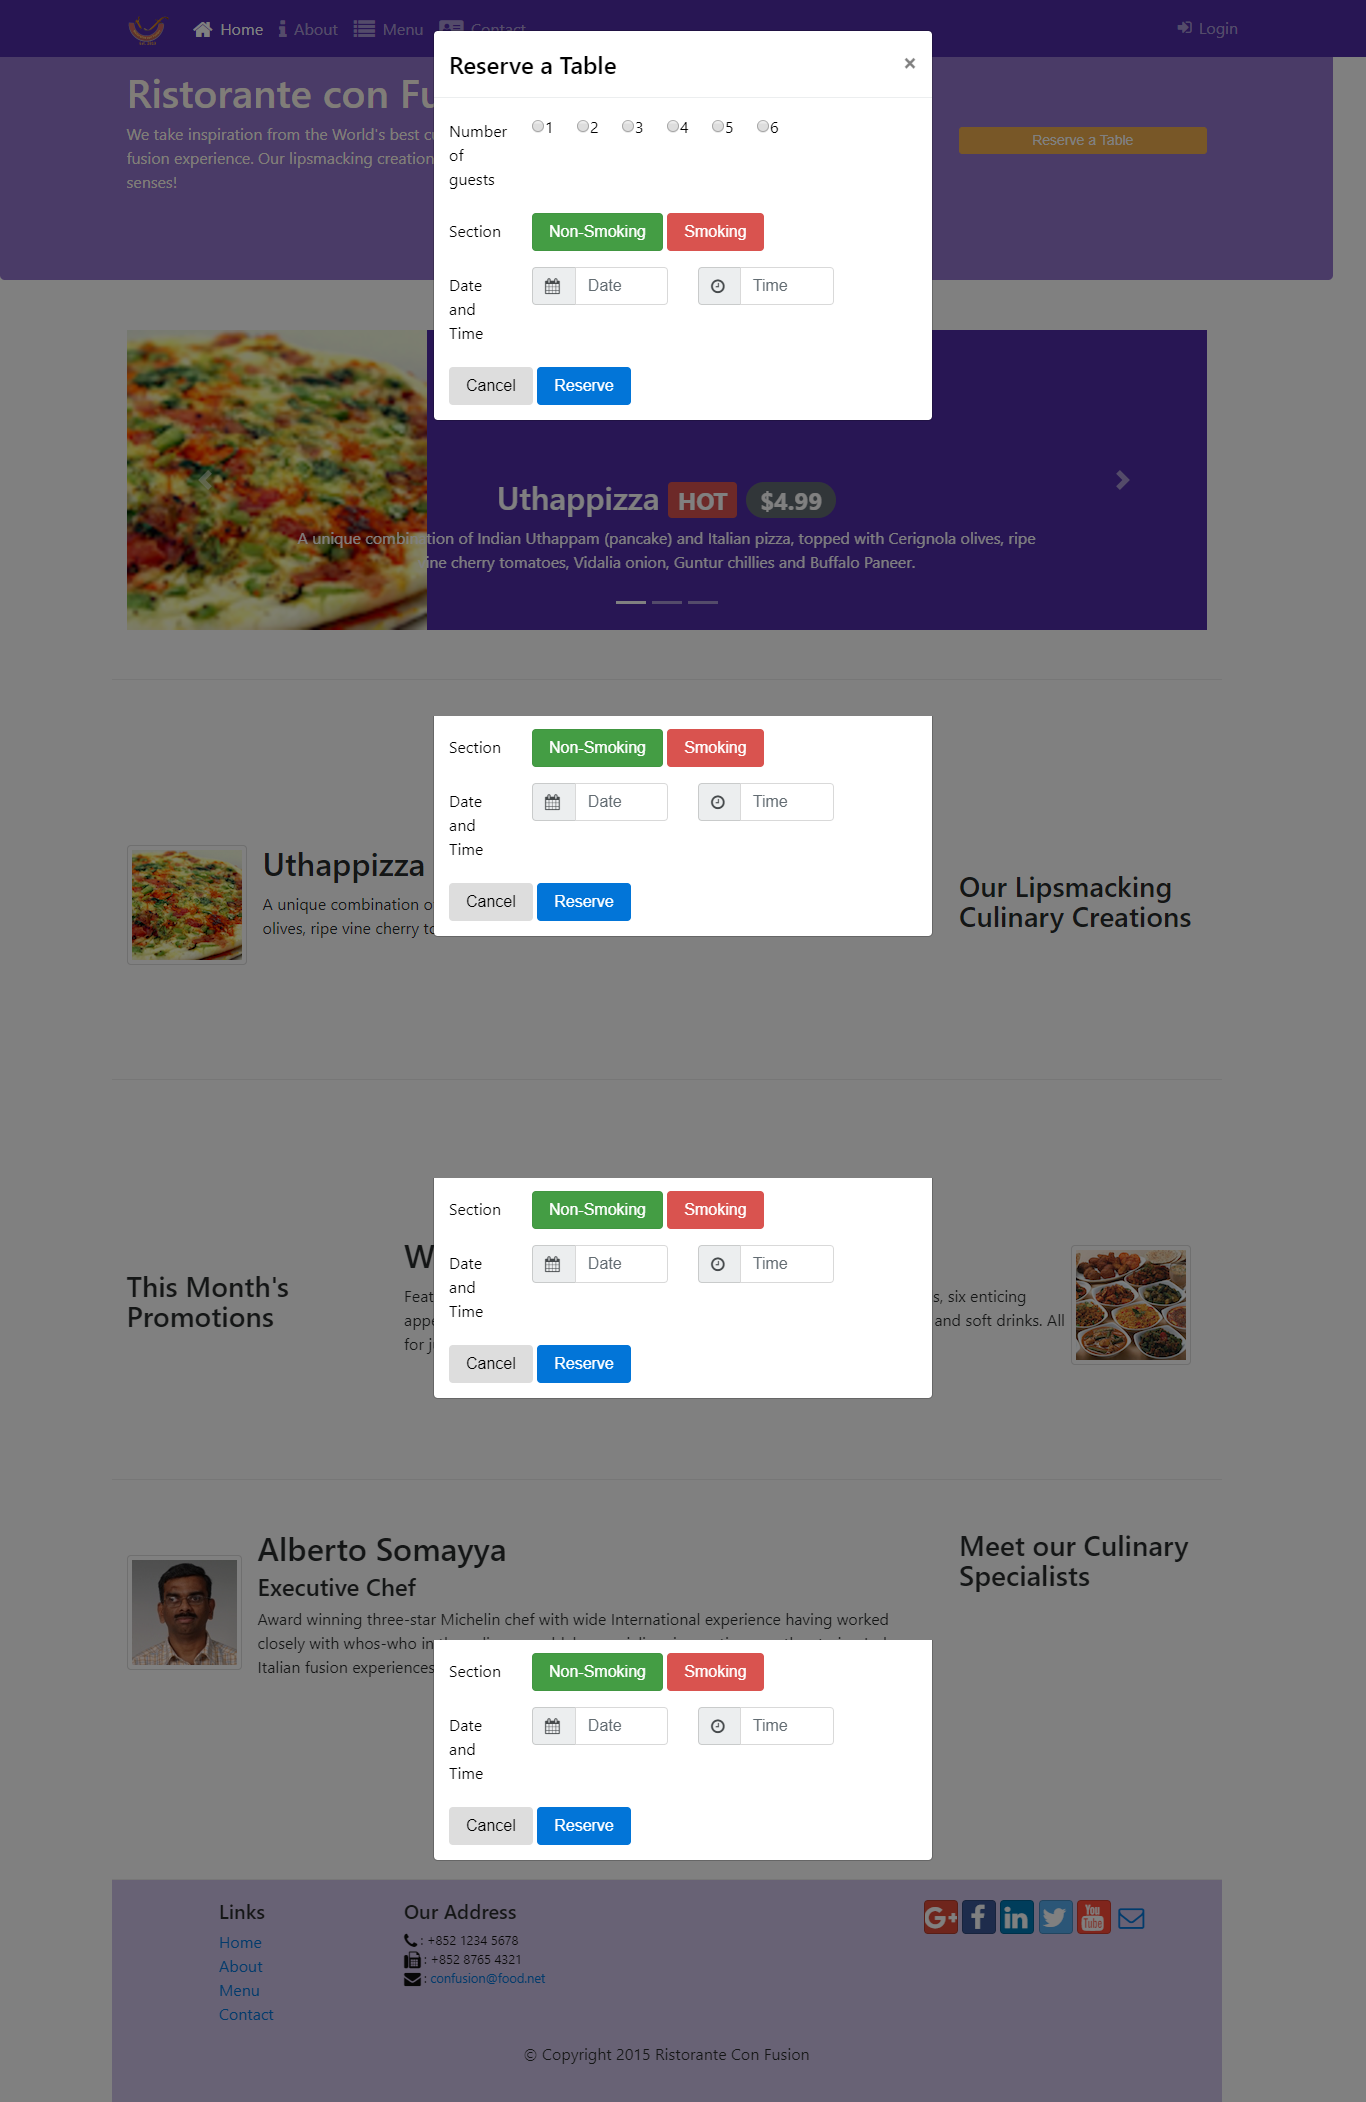 Home About Menu Contact Login
Reserve a Table ×
Ristorante con Fu
We take inspiration from the World's best cu
fusion experience. Our lipsmacking creation
senses!
Reserve a Table
Number
of
guests
1 2 3 4 5 6
Section Non-Smoking Smoking
Date
and
Time
Date Time
Cancel Reserve
Uthappizza HOT $4.99
A unique combination of Indian Uthappam (pancake) and Italian pizza, topped with Cerignola olives, ripe
ine cherry tomatoes, Vidalia onion, Guntur chillies and Buffalo Paneer.
Section Non-Smoking Smoking
Date
and
Time
Date Time
Cancel Reserve
Uthappizza
A unique combination o
olives, ripe vine cherry to
Our Lipsmacking
Culinary Creations
Section Non-Smoking Smoking
Date
and
Time
Date Time
Cancel Reserve
This Month's
Promotions
W
Feat s, six enticing
appe and soft drinks. All
for j
Alberto Somayya
Executive Chef
Award winning three-star Michelin chef with wide International experience having worked
closely with whos-who in
Italian fusion experiences
Meet our Culinary
Specialists
Section Non-Smoking Smoking
Date
and
Time
Date Time
Cancel Reserve
Links
Home
About
Menu
Contact
Our Address
: +852 1234 5678
: +852 8765 4321
: confusion@food.net
G+ f in You Tube
© Copyright 2015 Ristorante Con Fusion